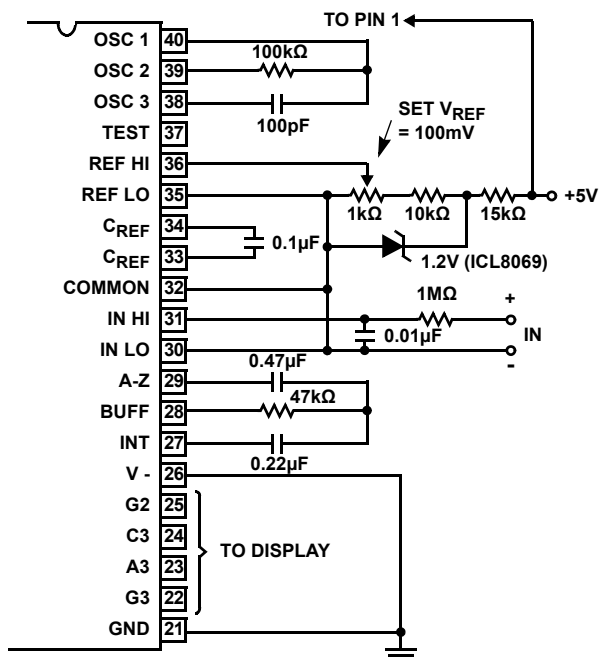 TO PIN 1
OSC 1 40
100kΩ
OSC 2 39
OSC 3 38
100pF
SET VREF
= 100mV
TEST 37
REF HI 36
REF LO 35
1kΩ 10kΩ 15kΩ
+5V
CREF 34
0.1µF
CREF 33
1.2V (ICL8069)
COMMON 32
1MΩ
+
IN HI 31
0.01µF
IN
IN LO 30
-
0.47µF
A-Z 29
47kΩ
BUFF 28
INT 27
0.22µF
V - 26
G2 25
C3 24
TO DISPLAY
A3 23
G3 22
GND 21